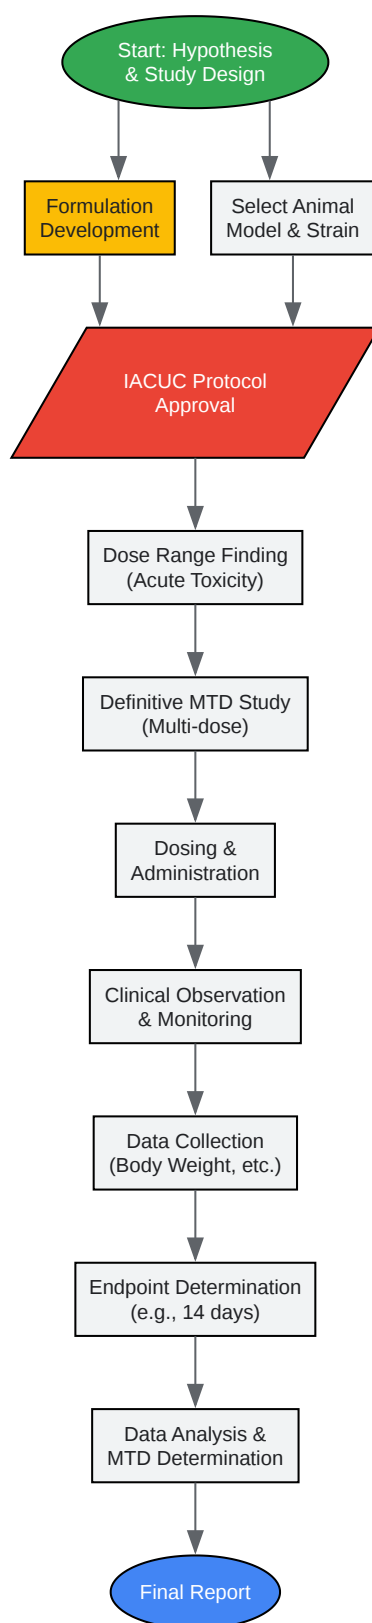 Start: Hypothesis
& Study Design
Formulation
Development
Select Animal
Model & Strain
IACUC Protocol
Approval
Dose Range Finding
(Acute Toxicity)
Definitive MTD Study
(Multi-dose)
Dosing &
Administration
Clinical Observation
& Monitoring
Data Collection
(Body Weight, etc.)
Endpoint Determination
(e.g., 14 days)
Data Analysis &
MTD Determination
Final Report